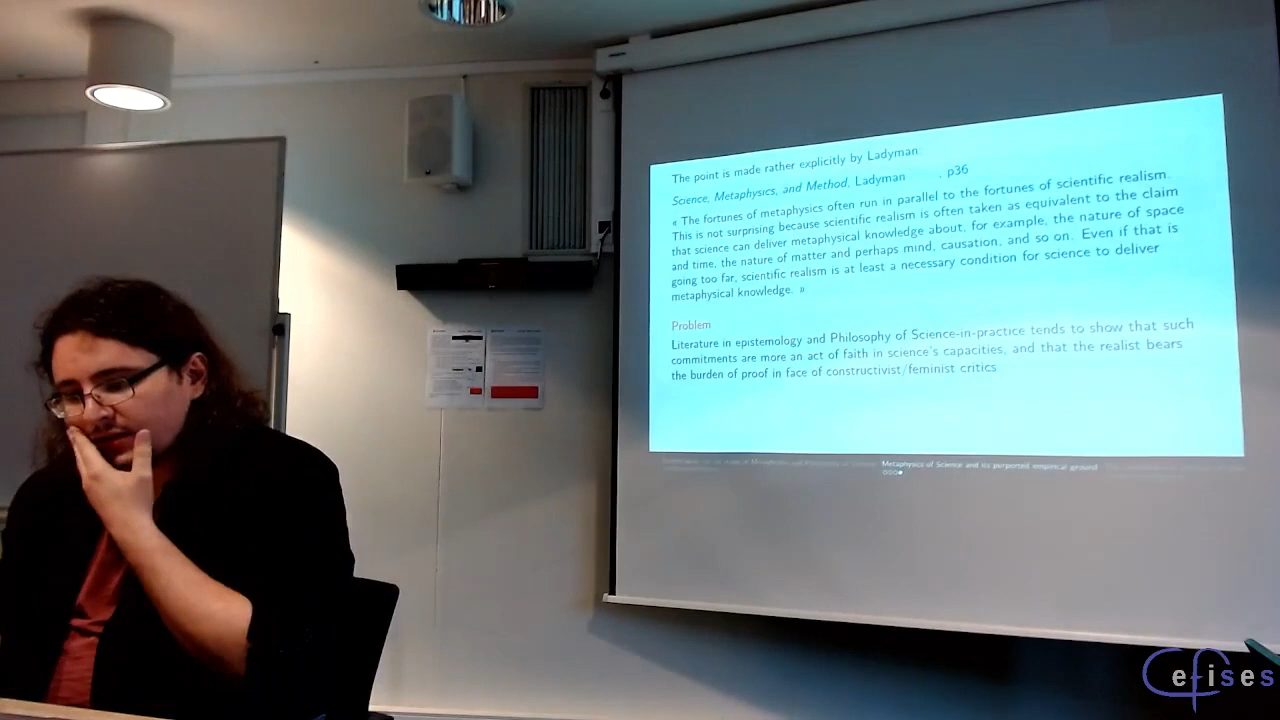 The point is made rather explicitly by Ladyman.
Science, Metaphysics, and Method, Ladyman , p36
« The fortunes of metaphysics often run in parallel to the fortunes of scientific realism.
This is not surprising because scientific realism is often taken as equivalent to the claim
that science can deliver metaphysical knowledge about, for example, the nature of space
and time, the nature of matter and perhaps mind, causation, and so on. Even if that is
going too far, scientific realism is at least a necessary condition for science to deliver
metaphysical knowledge. »
Problem
Literature in epistemology and Philosophy of Science-in-practice tends to show that such
commitments are more an act of faith in science's capacities, and that the realist bears
the burden of proof in face of constructivist/feminist critics
Metaphysics of Science and its purported empirical ground
Cefises